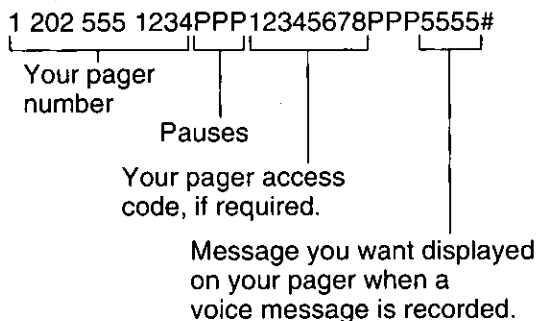 1 202 555 1234PPP12345678PPP5555#
Your pager
number
Pauses
Your pager access
code, if required.
Message you want displayed
on your pager when a
voice message is recorded.